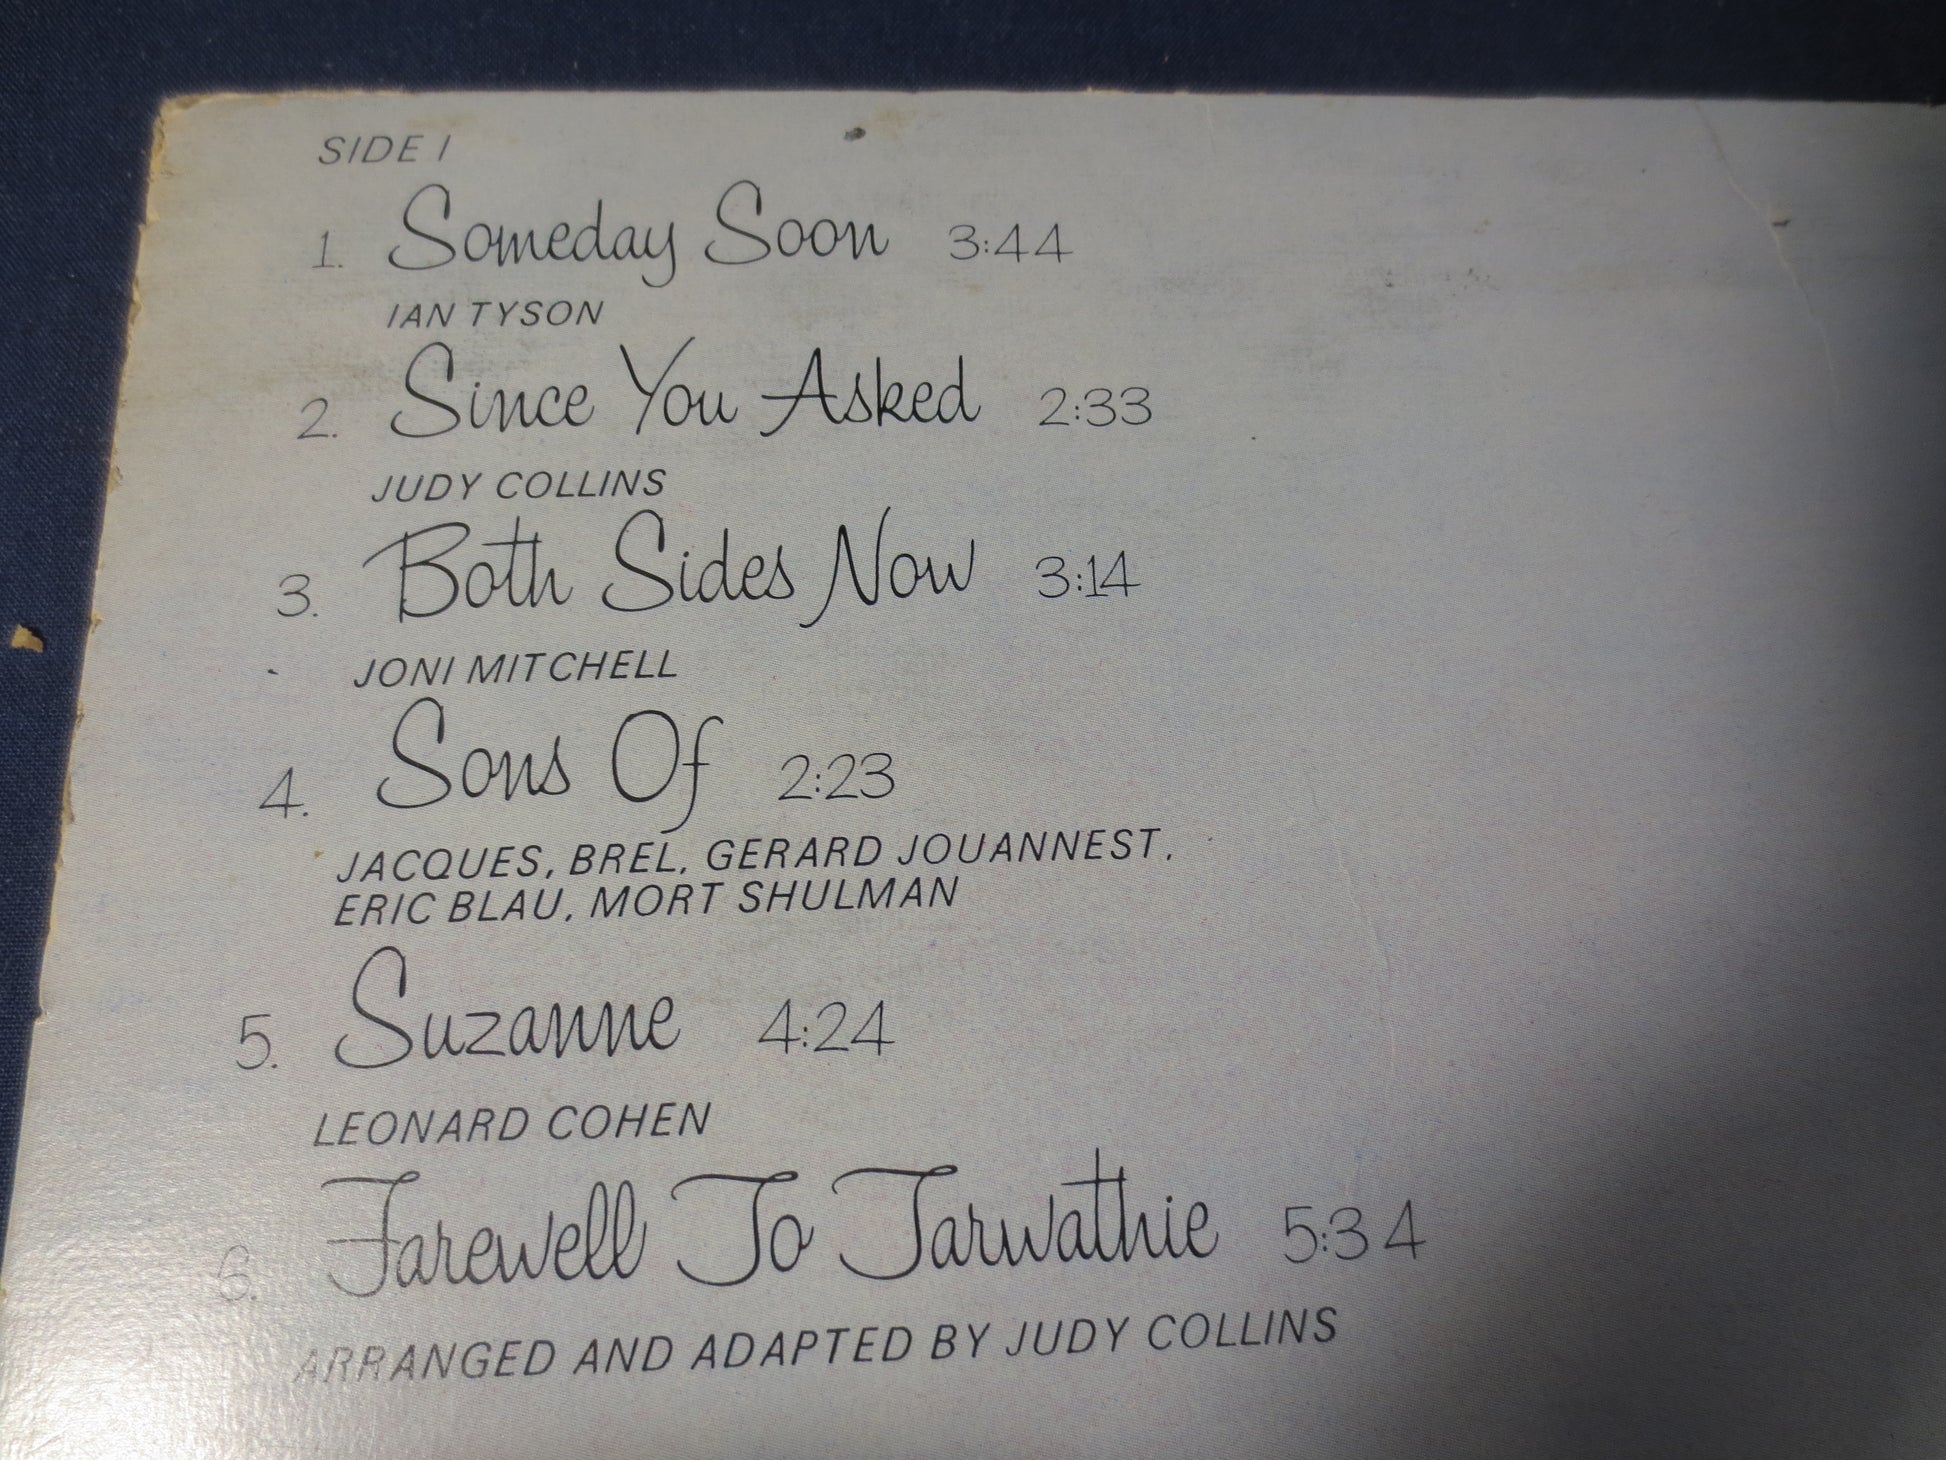 SIDE 1
1. Someday Soon 3:44
IAN TYSON
2. Since You Asked 2:33
JUDY COLLINS
3. Both Sides Now 3:14
JONI MITCHELL
4. Sons Of 2:23
JACQUES, BREL, GERARD JOUANNEST,
ERIC BLAU, MORT SHULMAN
5. Suzanne 4:24
LEONARD COHEN
6. Farewell To Tarwathie 5:34
ARRANGED AND ADAPTED BY JUDY COLLINS